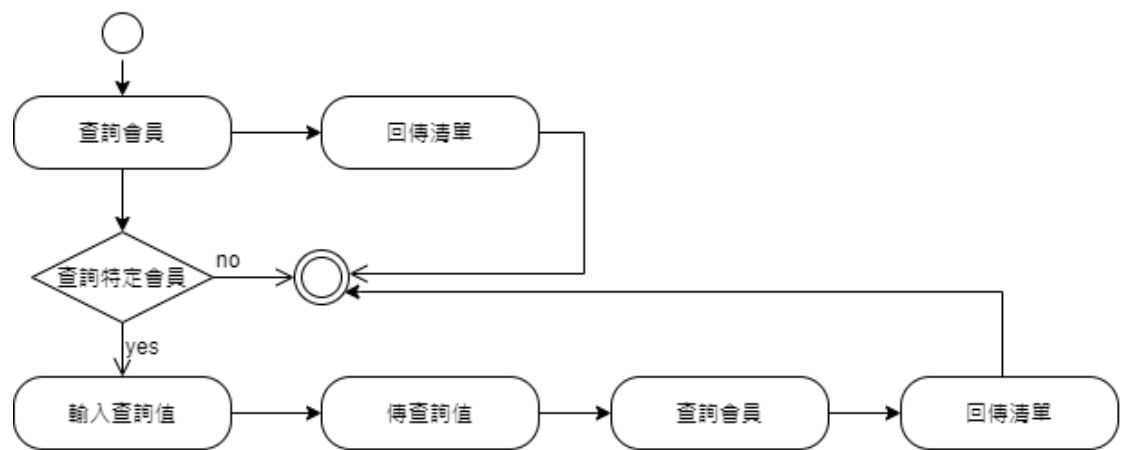 查詢會員
回傳清單
查詢特定會員
no
yes
輸入查詢值
傳查詢值
查詢會員
回傳清單